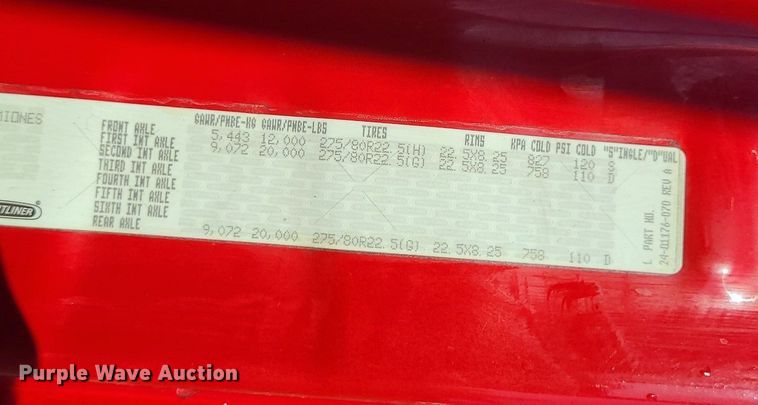 MIONES
GAWR/PNBE-KG GAWR/PNBE-LBS TIRES RIMS KPA COLD PSI COLD "S"INGLE/"D"UAL
FRONT AXLE 5,443 12,000 275/80R22.5(H) 22.5X8.25 827 120 S
FIRST INT AXLE 9,072 20,000 275/80R22.5(G) 22.5X8.25 758 110 D
SECOND INT AXLE
THIRD INT AXLE
FOURTH INT AXLE
FIFTH INT AXLE
SIXTH INT AXLE
REAR AXLE 9,072 20,000 275/80R22.5(G) 22.5X8.25 758 110 D
TLINER
L PART NO.
24-01176-070 REV A
Purple Wave Auction